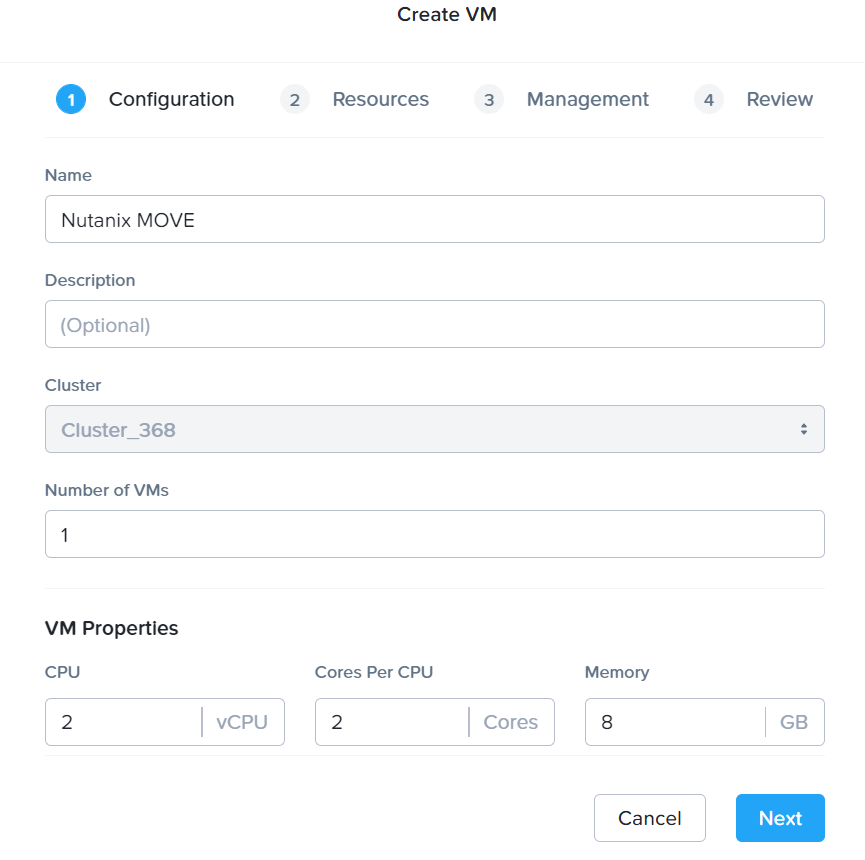 Create VM
1 Configuration 2 Resources 3 Management 4 Review
Name
Nutanix MOVE
Description
(Optional)
Cluster
Cluster_368
Number of VMs
1
VM Properties
CPU Cores Per CPU Memory
2 vCPU 2 Cores 8 GB
Cancel Next